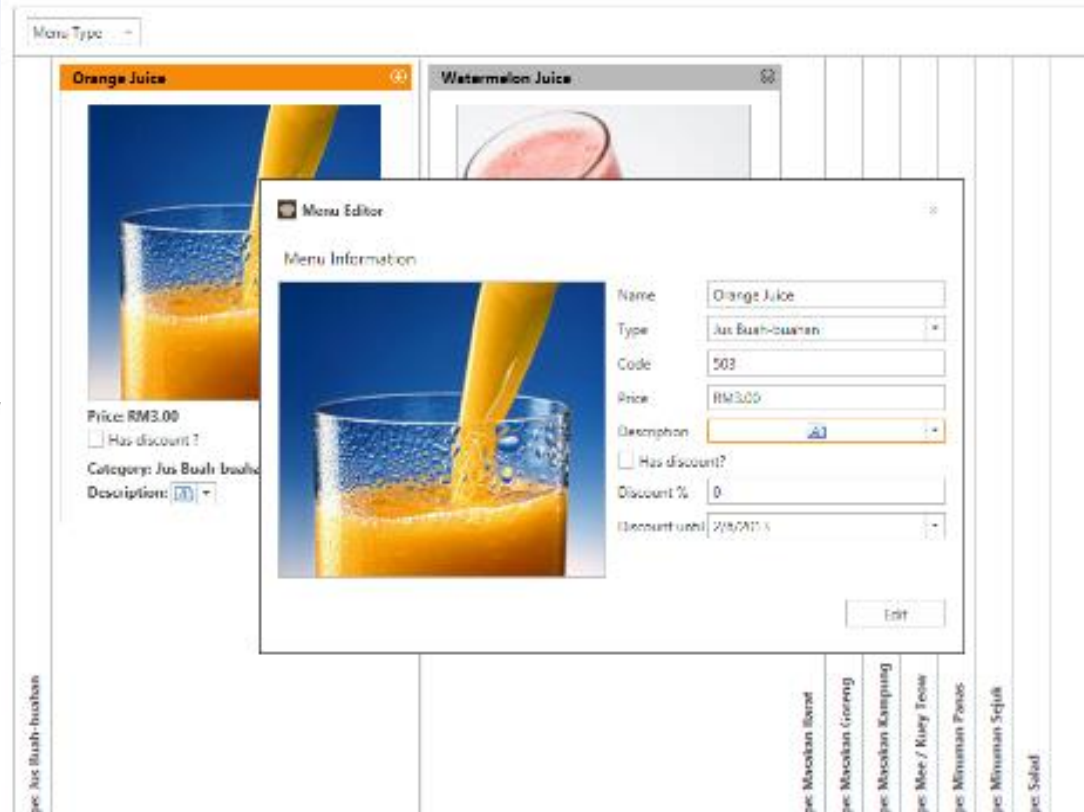 Menu Type
Orange Juice
Watermelon Juice
Price: RM3.00
Has discount ?
Category: Jus Buah-buaha
Description:
Menu Editor
Menu Information
Name Orange Juice
Type Jus Buah-buahan
Code 503
Price RM3.00
Description
Has discount?
Discount % 0
Discount until
Edit
Jus Buah-buahan
Masakan Barat
Masakan Goreng
Masakan Kampung
Mee / Kuey Teow
Minuman Panas
Minuman Sejuk
Salad